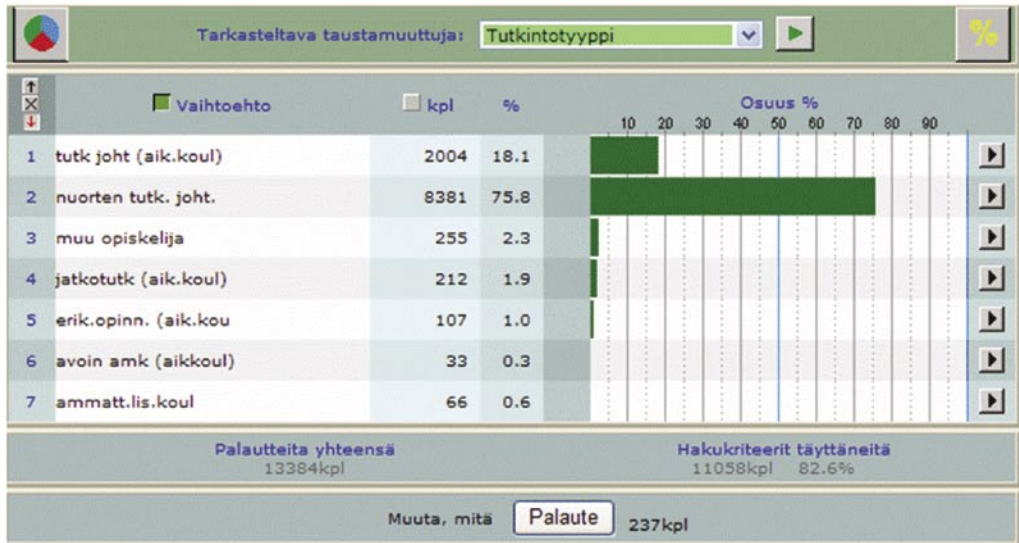 Tarkasteltava taustamuuttuja: Tutkintotyyppi %
Vaihtoehto kpl % Osuus %
10 20 30 40 50 60 70 80 90
1 tutk joht (aik.koul) 2004 18.1
2 nuorten tutk. joht. 8381 75.8
3 muu opiskelija 255 2.3
4 jatkotutk (aik.koul) 212 1.9
5 erik.opinn. (aik.kou 107 1.0
6 avoin amk (aikkoul) 33 0.3
7 ammatt.lis.koul 66 0.6
Palautteita yhteensä Hakukriteerit täyttäneitä
13384kpl 11058kpl 82.6%
Muuta, mitä Palaute 237kpl